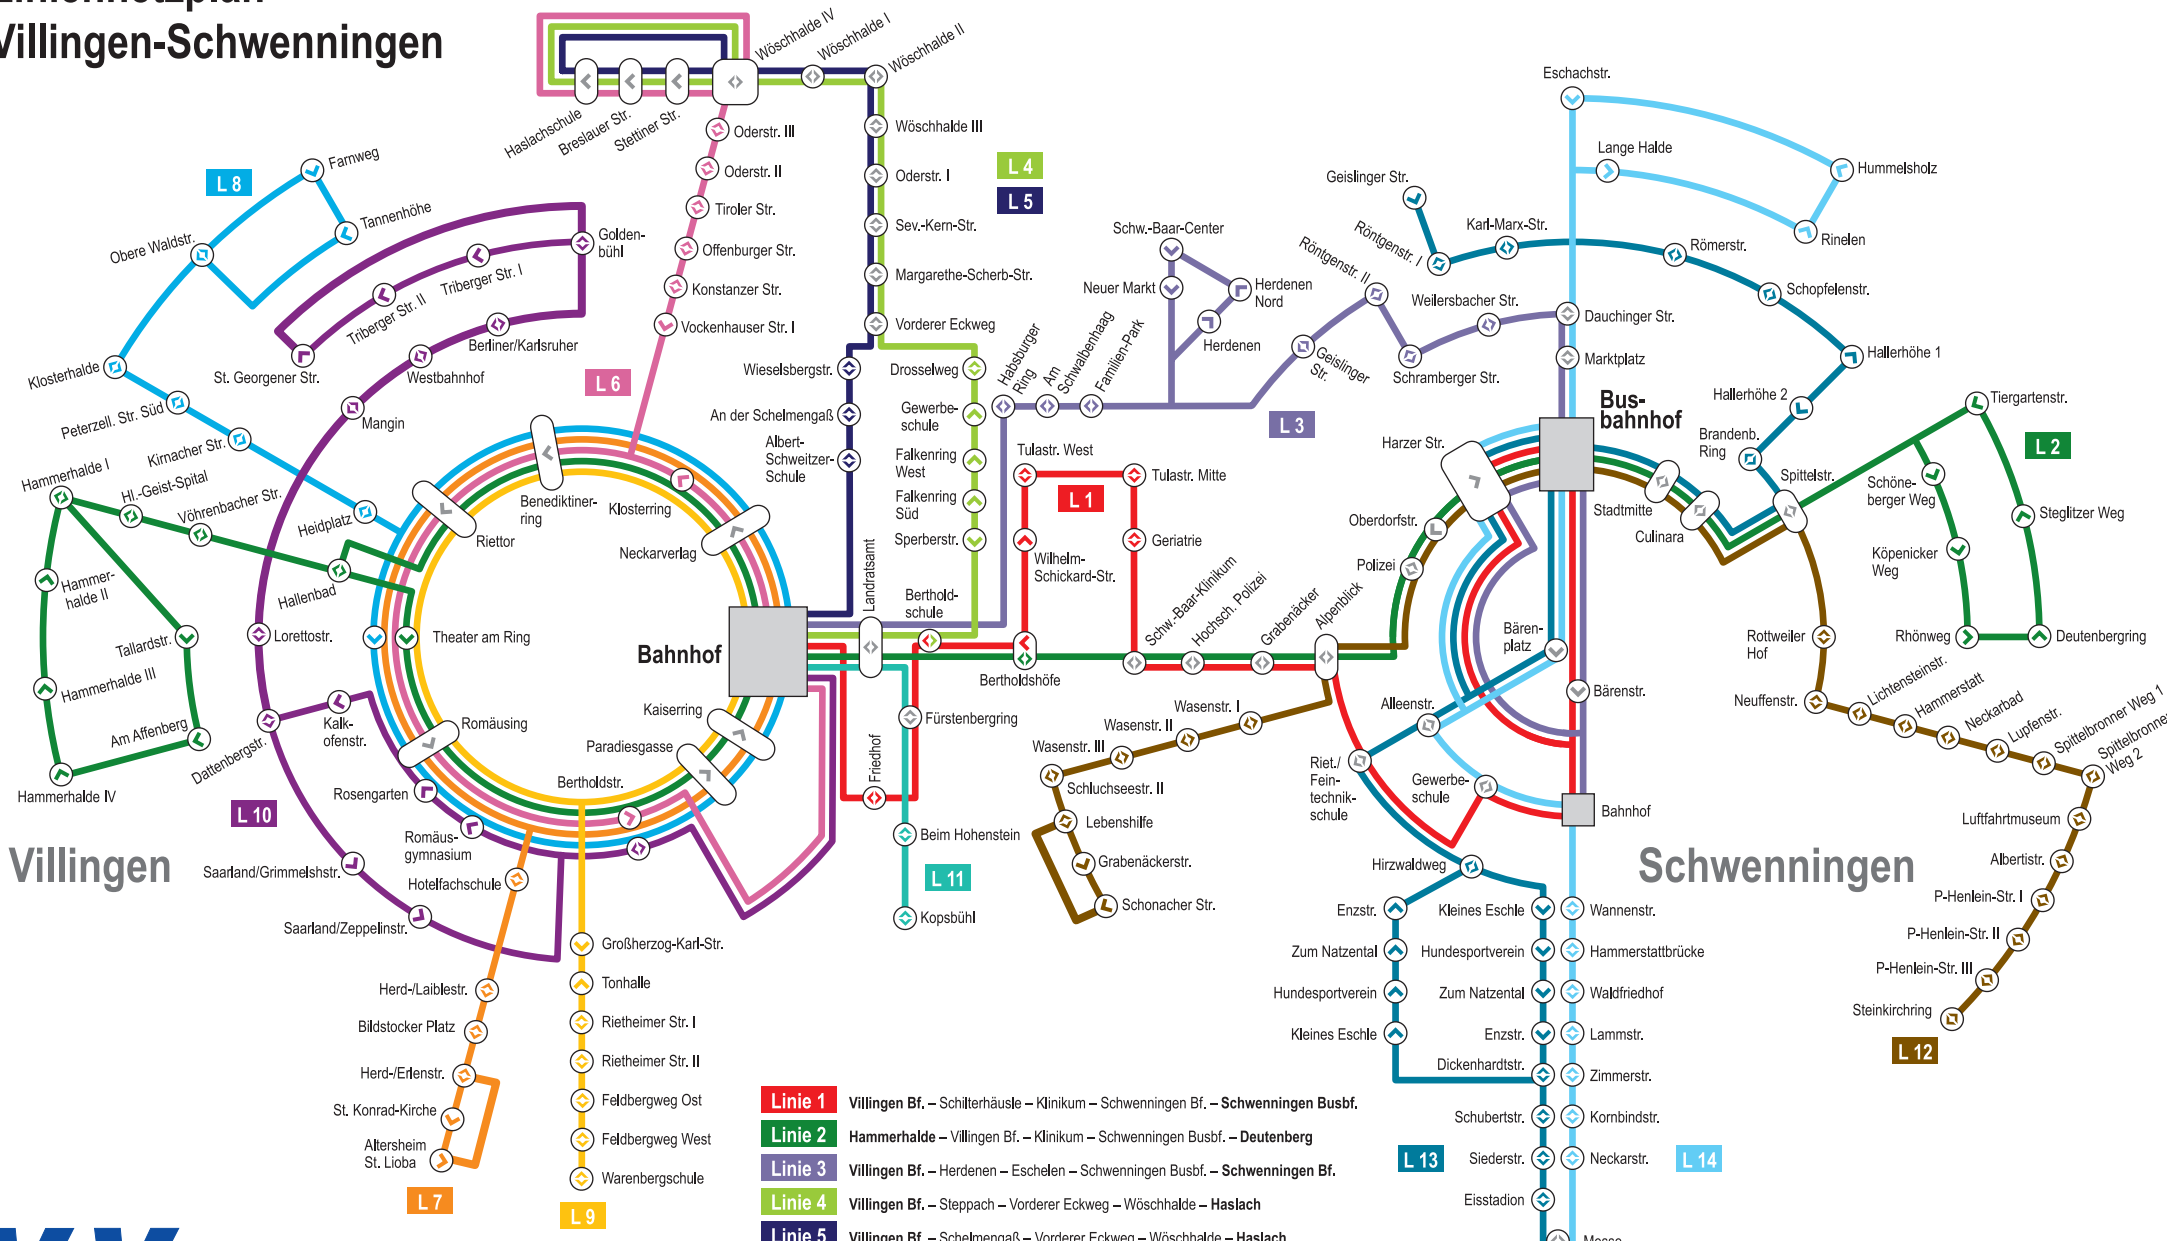 Villingen-Schwenningen
Wöschhalde IV
Wöschhalde I
Wöschhalde II
Haslachschule
Breslauer Str.
Stettiner Str.
Oderstr. III
Oderstr. II
Tiroler Str.
Offenburger Str.
Konstanzer Str.
Vockenhauser Str. I
L 6
Wöschhalde III
Oderstr. I
Sev.-Kern-Str.
Margarethe-Scherb-Str.
Vorderer Eckweg
L 4
L 5
Farnweg
L 8
Tannenhöhe
Obere Waldstr.
Klosterhalde
Peterzell. Str. Süd
Kirnacher Str.
Heidplatz
Golden-
bühl
Triberger Str. I
Triberger Str. II
St. Georgener Str.
Berliner/Karlsruher
Westbahnhof
Mangin
Hammerhalde I
Hl.-Geist-Spital
Vöhrenbacher Str.
Hallenbad
Hammer-
halde II
Tallardstr.
Hammerhalde III
Am Affenberg
Hammerhalde IV
Lorettostr.
Dattenbergstr.
Kalk-
ofenstr.
Rosengarten
Romäus-
gymnasium
L 10
Saarland/Grimmelshstr.
Saarland/Zeppelinstr.
Villingen
Riettor
Benediktiner-
ring
Klosterring
Neckarverlag
Theater am Ring
Romäusing
Bertholdstr.
Paradiesgasse
Kaiserring
Bahnhof
Hotelfachschule
Herd-/Laiblestr.
Bildstocker Platz
Herd-/Erlenstr.
St. Konrad-Kirche
Altersheim
St. Lioba
L 7
Großherzog-Karl-Str.
Tonhalle
Rietheimer Str. I
Rietheimer Str. II
Feldbergweg Ost
Feldbergweg West
Warenbergschule
L 9
Wieselsbergstr.
An der Schelmengaß
Albert-
Schweitzer-
Schule
Drosselweg
Gewerbe-
schule
Falkenring
West
Falkenring
Süd
Sperberstr.
Landratsamt
Berthold-
schule
Friedhof
Fürstenbergring
Beim Hohenstein
L 11
Kopsbühl
Habsburger
Ring
Am
Schwalbenhaag
Familien-Park
Schw.-Baar-Center
Neuer Markt
Herdenen
Nord
Herdenen
L 3
Geislinger
Str.
Röntgenstr. II
Schramberger Str.
Weilersbacher Str.
Dauchinger Str.
Marktplatz
Tulastr. West
L 1
Tulastr. Mitte
Wilhelm-
Schickard-Str.
Geriatrie
Bertholdshöfe
Schw.-Baar-Klinikum
Hochsch. Polizei
Grabenäcker
Alpenblick
Polizei
Oberdorfstr.
Harzer Str.
Bus-
bahnhof
Wasenstr. I
Wasenstr. II
Wasenstr. III
Schluchseestr. II
Lebenshilfe
Grabenäckerstr.
Schonacher Str.
Eschachstr.
Lange Halde
Hummelsholz
Rinelen
Geislinger Str.
Röntgenstr. I
Karl-Marx-Str.
Römerstr.
Schopfelenstr.
Hallerhöhe 1
Hallerhöhe 2
Brandenb.
Ring
Spittelstr.
Stadtmitte
Culinara
Tiergartenstr.
L 2
Schöne-
berger Weg
Steglitzer Weg
Köpenicker
Weg
Rhönweg
Deutenbergring
Rottweiler
Hof
Neuffenstr.
Lichtensteinstr.
Hammerstatt
Neckarbad
Lupfenstr.
Spittelbronner Weg 1
Spittelbronner
Weg 2
Luftfahrtmuseum
Albertistr.
P-Henlein-Str. I
P-Henlein-Str. II
P-Henlein-Str. III
Steinkirchring
L 12
Bären-
platz
Bärenstr.
Alleenstr.
Riet./
Fein-
technik-
schule
Gewerbe-
schule
Bahnhof
Schwenningen
Hirzwaldweg
Enzstr.
Zum Natzental
Hundesportverein
Kleines Eschle
Kleines Eschle
Hundesportverein
Zum Natzental
Enzstr.
Dickenhardtstr.
Schubertstr.
Siederstr.
Eisstadion
L 13
Wannenstr.
Hammerstattbrücke
Waldfriedhof
Lammstr.
Zimmerstr.
Kornbindstr.
Neckarstr.
L 14
Linie 1 Villingen Bf. – Schilterhäusle – Klinikum – Schwenningen Bf. – Schwenningen Busbf.
Linie 2 Hammerhalde – Villingen Bf. – Klinikum – Schwenningen Busbf. – Deutenberg
Linie 3 Villingen Bf. – Herdenen – Eschelen – Schwenningen Busbf. – Schwenningen Bf.
Linie 4 Villingen Bf. – Steppach – Vorderer Eckweg – Wöschhalde – Haslach
Linie 5 Villingen Bf. – Schelmengaß – Vorderer Eckweg – Wöschhalde – Haslach